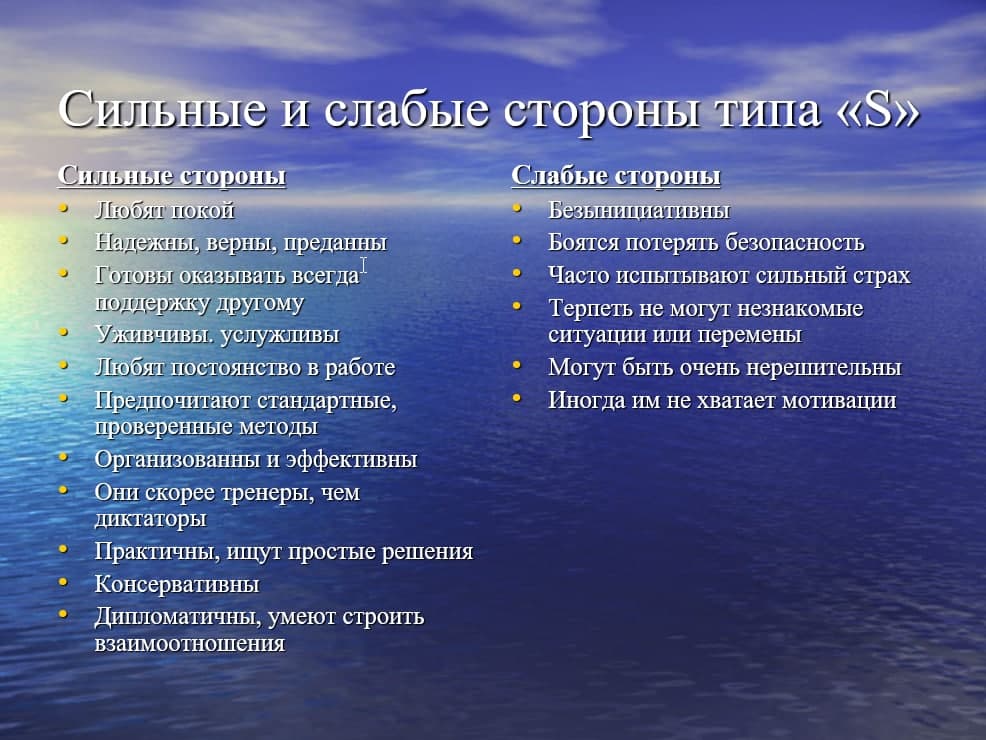 Сильные и слабые стороны типа «S»
Сильные стороны
• Любят покой
• Надежны, верны, преданны
• Готовы оказывать всегда
поддержку другому
• Уживчивы. услужливы
• Любят постоянство в работе
• Предпочитают стандартные,
проверенные методы
• Организованны и эффективны
• Они скорее тренеры, чем
диктаторы
• Практичны, ищут простые решения
• Консервативны
• Дипломатичны, умеют строить
взаимоотношения
Слабые стороны
• Безынициативны
• Боятся потерять безопасность
• Часто испытывают сильный страх
• Терпеть не могут незнакомые
ситуации или перемены
• Могут быть очень нерешительны
• Иногда им не хватает мотивации